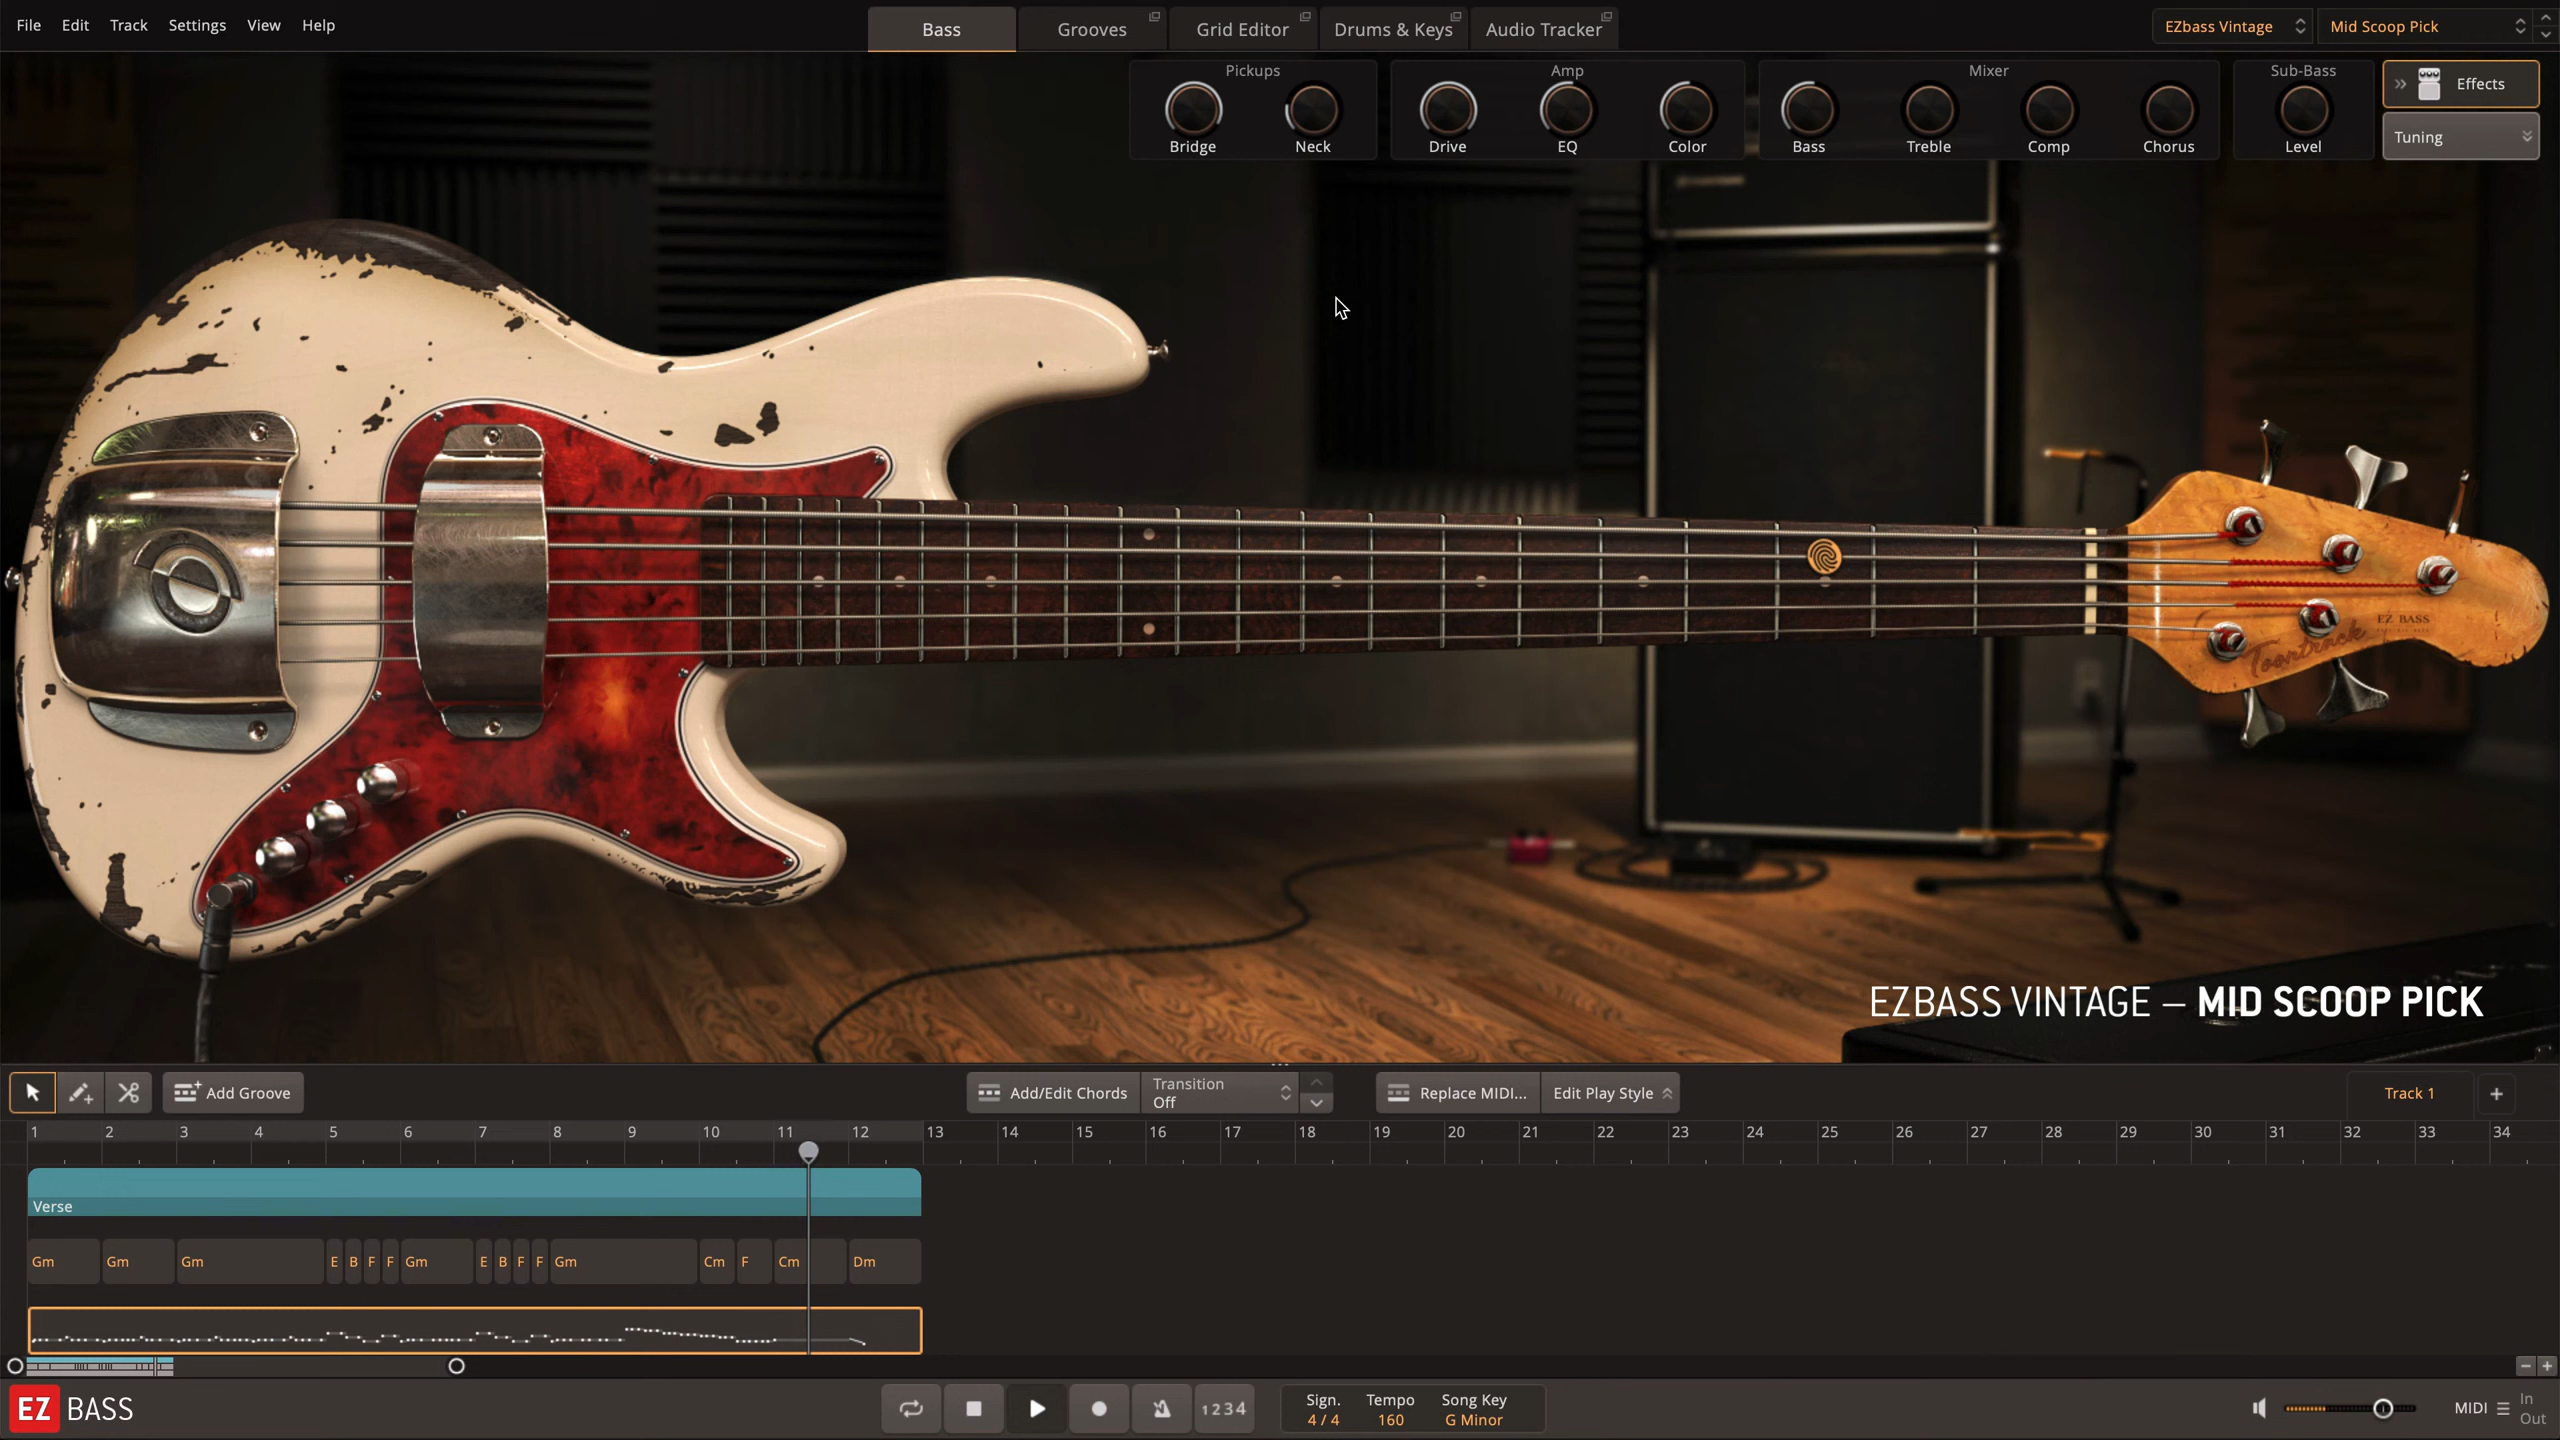 File Edit Track Settings View Help
Bass Grooves Grid Editor Drums & Keys Audio Tracker
EZbass Vintage Mid Scoop Pick
Pickups Amp Mixer Sub-Bass
Effects
Bridge Neck Drive EQ Color Bass Treble Comp Chorus Level
Tuning
EZ BASS
Toontrack
EZBASS VINTAGE – MID SCOOP PICK
Add Groove
Add/Edit Chords
Transition
Off
Replace MIDI...
Edit Play Style
Track 1
1 2 3 4 5 6 7 8 9 10 11 12 13 14 15 16 17 18 19 20 21 22 23 24 25 26 27 28 29 30 31 32 33 34
Verse
Gm Gm Gm E B F F Gm E B F F Gm Cm F Cm Dm
EZ BASS
1234
Sign. Tempo Song Key
4 / 4 160 G Minor
MIDI
In
Out